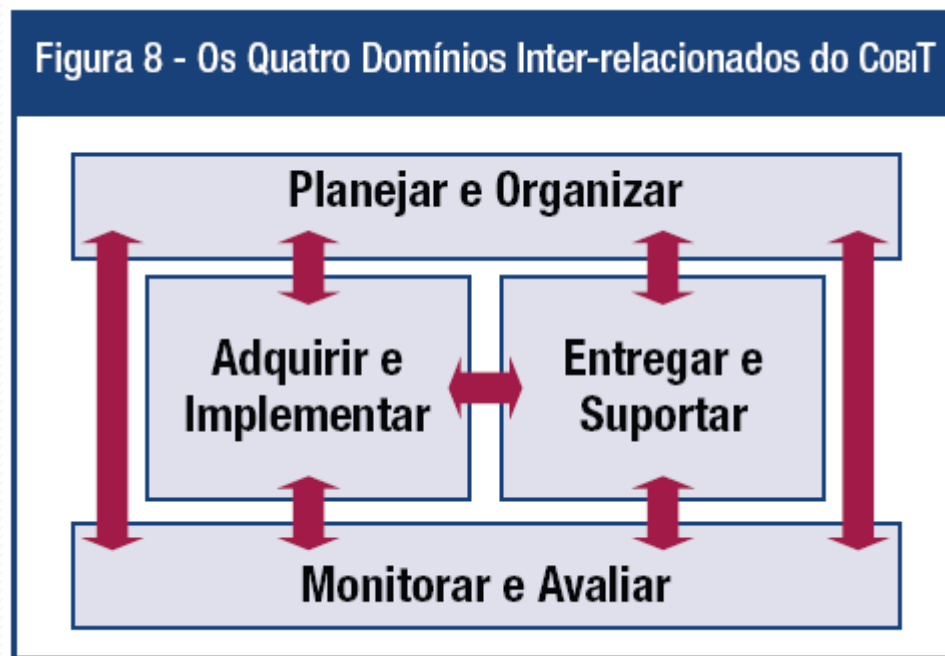 Figura 8 - Os Quatro Domínios Inter-relacionados do COBIT
Planejar e Organizar
Adquirir e
Implementar
Entregar e
Suportar
Monitorar e Avaliar